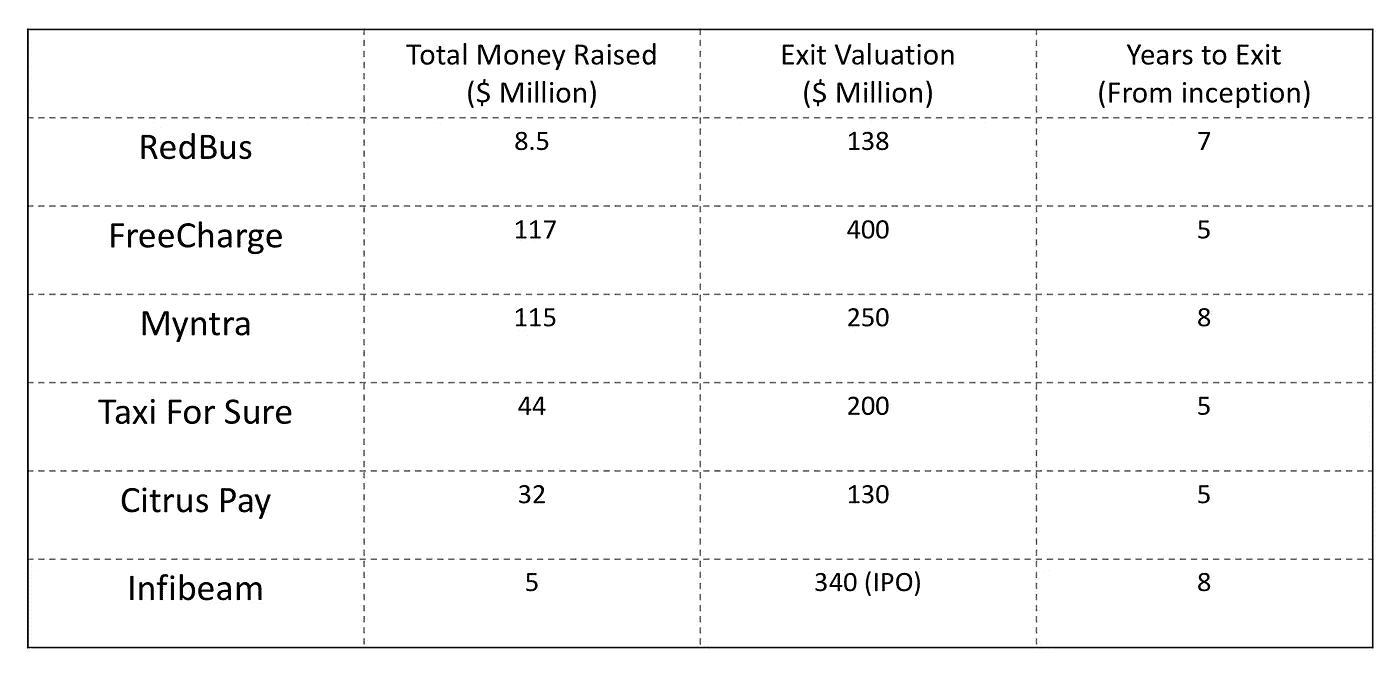 Total Money Raised
($ Million)
Exit Valuation
($ Million)
Years to Exit
(From inception)
RedBus 8.5 138 7
FreeCharge 117 400 5
Myntra 115 250 8
Taxi For Sure 44 200 5
Citrus Pay 32 130 5
Infibeam 5 340 (IPO) 8